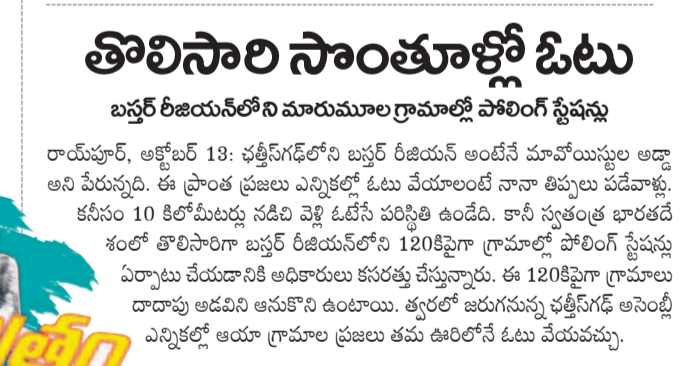 తొలిసారి సొంతూళ్లో ఓటు
బస్తర్ రీజియన్‌లోని మారుమూల గ్రామాల్లో పోలింగ్ స్టేషన్లు
రాయ్‌పూర్, అక్టోబర్ 13: ఛత్తీస్‌గఢ్‌లోని బస్తర్ రీజియన్ అంటేనే మావోయిస్టుల అడ్డా
అని పేరున్నది. ఈ ప్రాంత ప్రజలు ఎన్నికల్లో ఓటు వేయాలంటే నానా తిప్పలు పడేవాళ్లు.
కనీసం 10 కిలోమీటర్లు నడిచి వెళ్లి ఓటేసే పరిస్థితి ఉండేది. కానీ స్వతంత్ర భారతదే
శంలో తొలిసారిగా బస్తర్ రీజియన్‌లోని 120కిపైగా గ్రామాల్లో పోలింగ్ స్టేషన్లు
ఏర్పాటు చేయడానికి అధికారులు కసరత్తు చేస్తున్నారు. ఈ 120కిపైగా గ్రామాలు
దాదాపు అడవిని ఆనుకొని ఉంటాయి. త్వరలో జరుగనున్న ఛత్తీస్‌గఢ్ అసెంబ్లీ
ఎన్నికల్లో ఆయా గ్రామాల ప్రజలు తమ ఊరిలోనే ఓటు వేయవచ్చు.